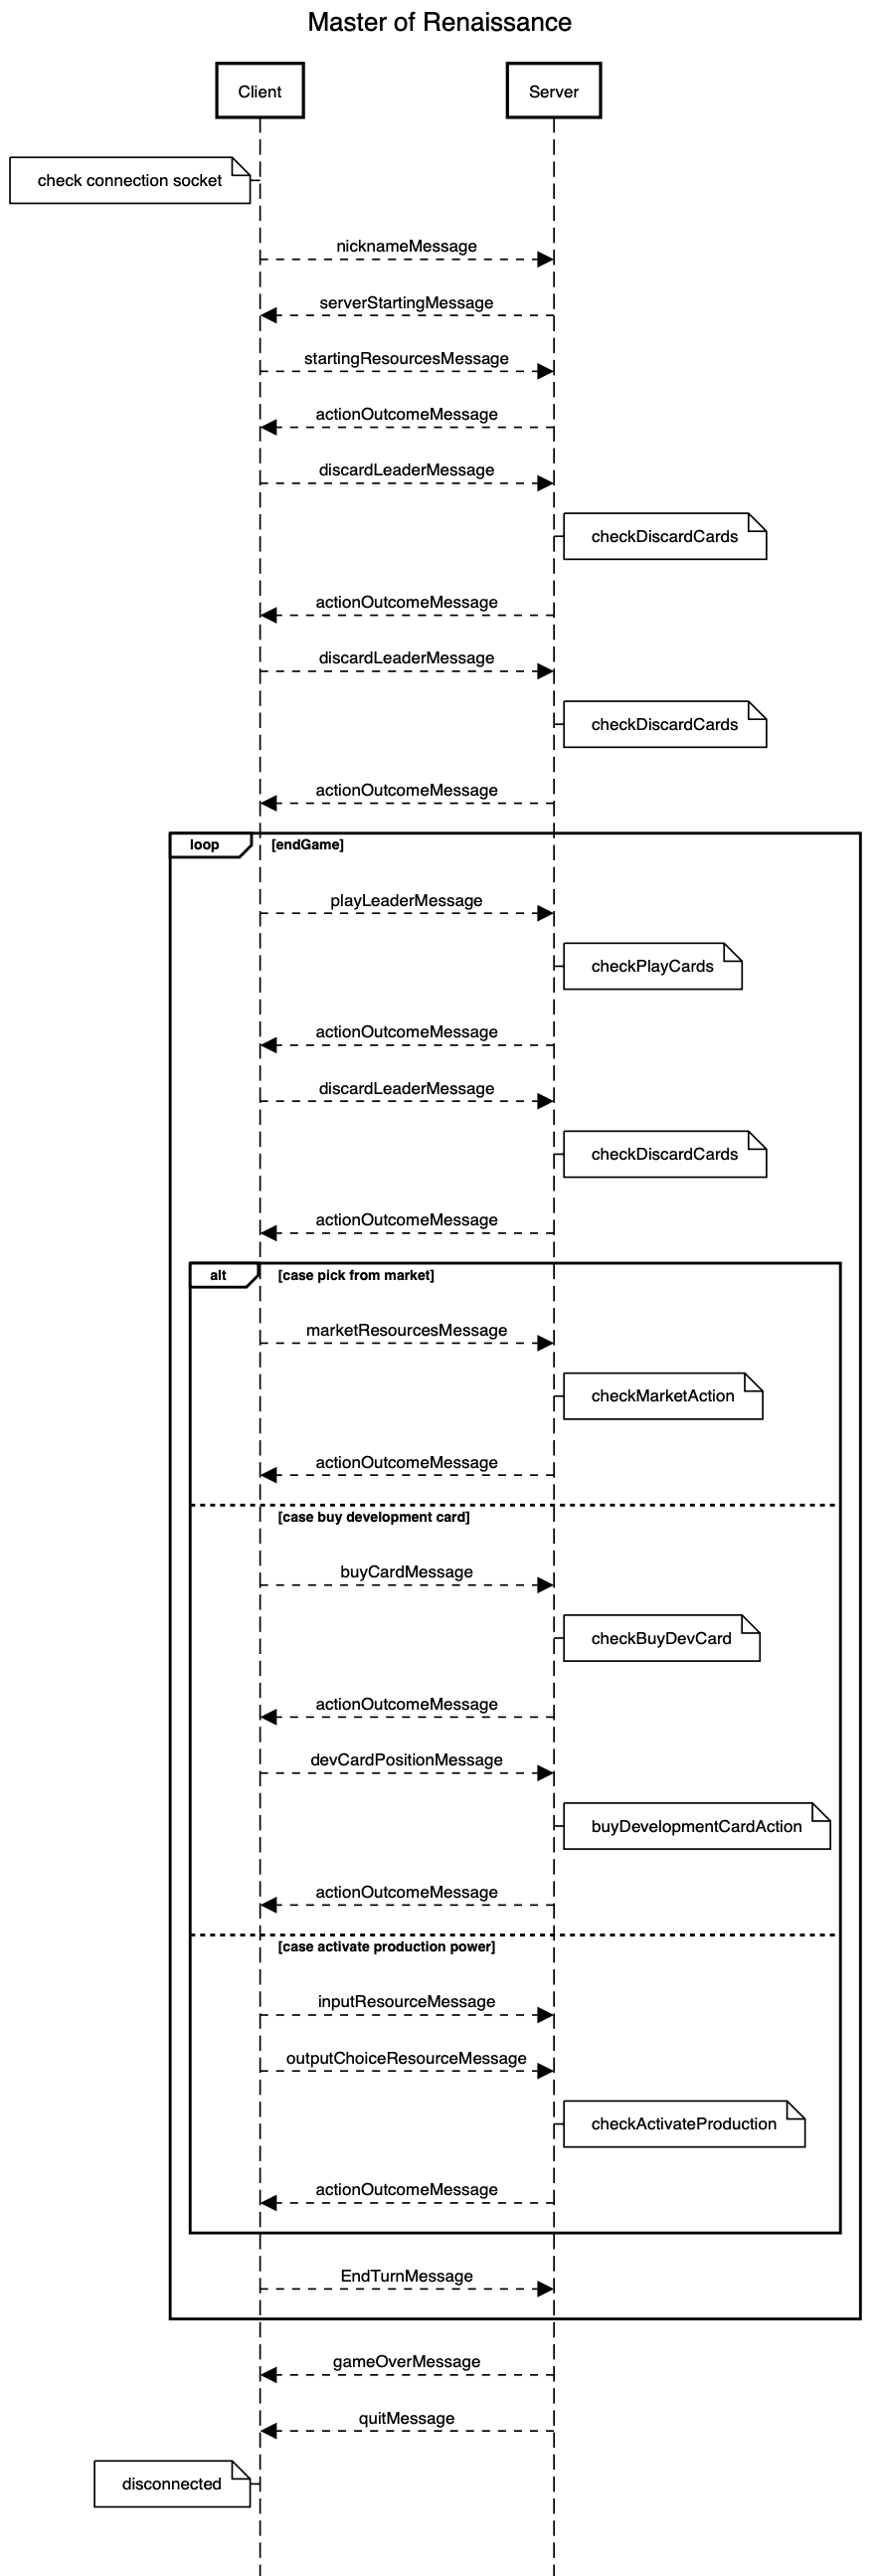 Master of Renaissance
Client
Server
check connection socket
nicknameMessage
serverStartingMessage
startingResourcesMessage
actionOutcomeMessage
discardLeaderMessage
checkDiscardCards
actionOutcomeMessage
discardLeaderMessage
checkDiscardCards
actionOutcomeMessage
loop
[endGame]
playLeaderMessage
checkPlayCards
actionOutcomeMessage
discardLeaderMessage
checkDiscardCards
actionOutcomeMessage
alt
[case pick from market]
marketResourcesMessage
checkMarketAction
actionOutcomeMessage
[case buy development card]
buyCardMessage
checkBuyDevCard
actionOutcomeMessage
devCardPositionMessage
buyDevelopmentCardAction
actionOutcomeMessage
[case activate production power]
inputResourceMessage
outputChoiceResourceMessage
checkActivateProduction
actionOutcomeMessage
EndTurnMessage
gameOverMessage
quitMessage
disconnected